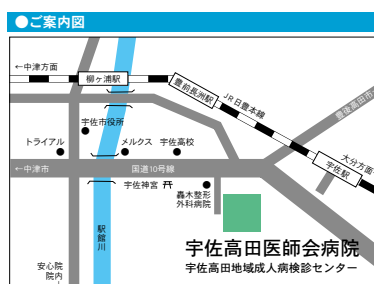 ●ご案内図
←中津方面
柳ヶ浦駅
豊前長洲駅
JR日豊本線
豊後高田市
宇佐市役所
トライアル
メルクス
宇佐高校
宇佐駅
大分方面
←中津市
国道10号線
宇佐神宮
轟木整形
外科病院
駅館川
宇佐高田医師会病院
宇佐高田地域成人病検診センター
安心院
院内